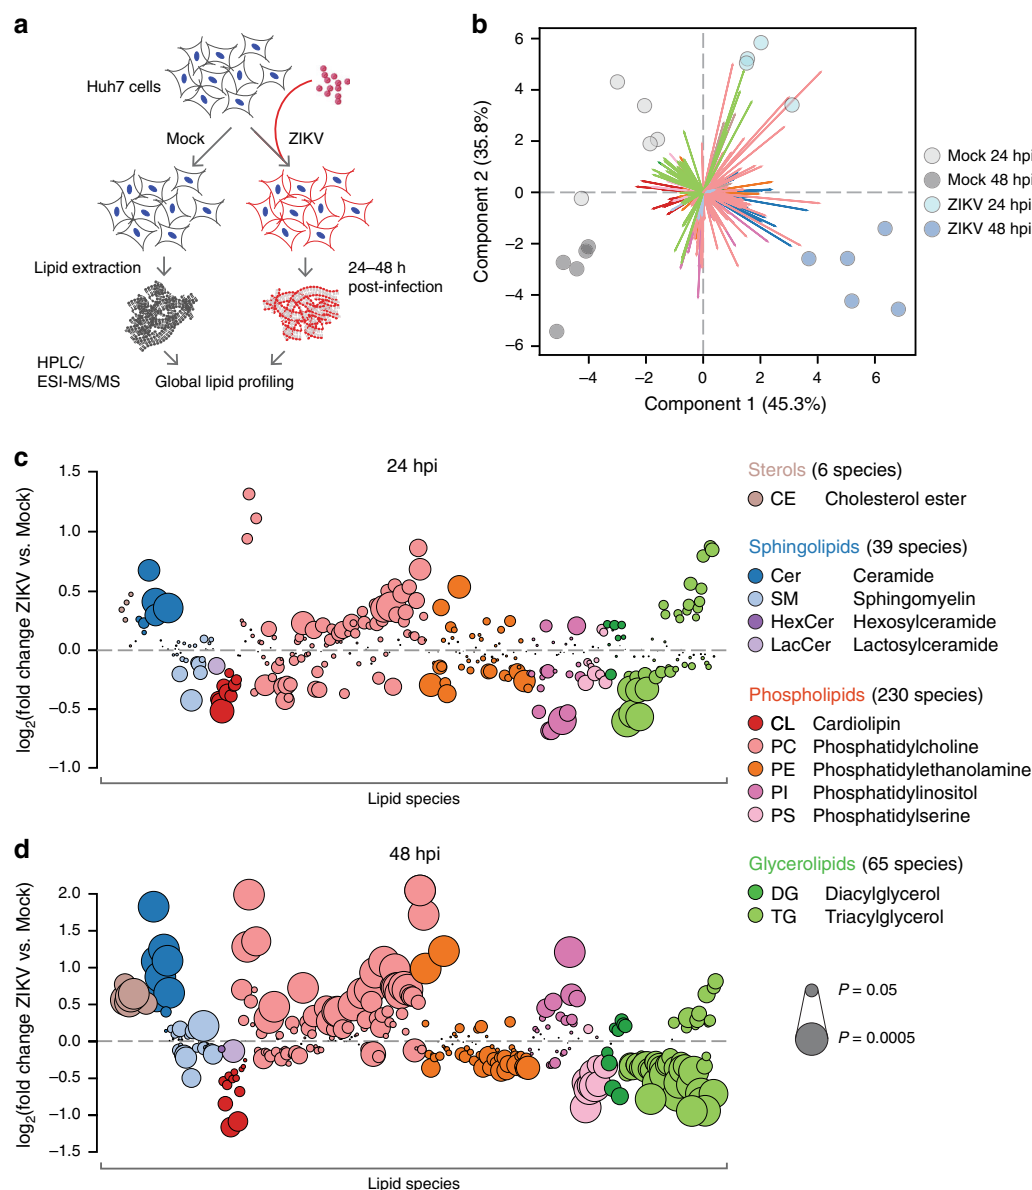 a
Huh7 cells
Mock
ZIKV
Lipid extraction
24–48 h
post-infection
HPLC/
ESI-MS/MS
Global lipid profiling
b
Component 2 (35.8%)
6
4
2
0
−2
−4
−6
−4
−2
0
2
4
6
Component 1 (45.3%)
Mock 24 hpi
Mock 48 hpi
ZIKV 24 hpi
ZIKV 48 hpi
c
24 hpi
log2(fold change ZIKV vs. Mock)
1.5
1.0
0.5
0.0
−0.5
−1.0
Lipid species
Sterols (6 species)
CE Cholesterol ester
Sphingolipids (39 species)
Cer Ceramide
SM Sphingomyelin
HexCer Hexosylceramide
LacCer Lactosylceramide
Phospholipids (230 species)
CL Cardiolipin
PC Phosphatidylcholine
PE Phosphatidylethanolamine
PI Phosphatidylinositol
PS Phosphatidylserine
Glycerolipids (65 species)
DG Diacylglycerol
TG Triacylglycerol
d
48 hpi
log2(fold change ZIKV vs. Mock)
2.0
1.5
1.0
0.5
0.0
−0.5
−1.0
−1.5
Lipid species
P = 0.05
P = 0.0005